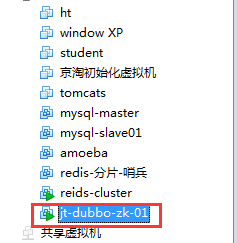 ht
window XP
student
京淘初始化虚拟机
tomcats
mysql-master
mysql-slave01
amoeba
redis-分片-哨兵
reids-cluster
jt-dubbo-zk-01
共享虚拟机